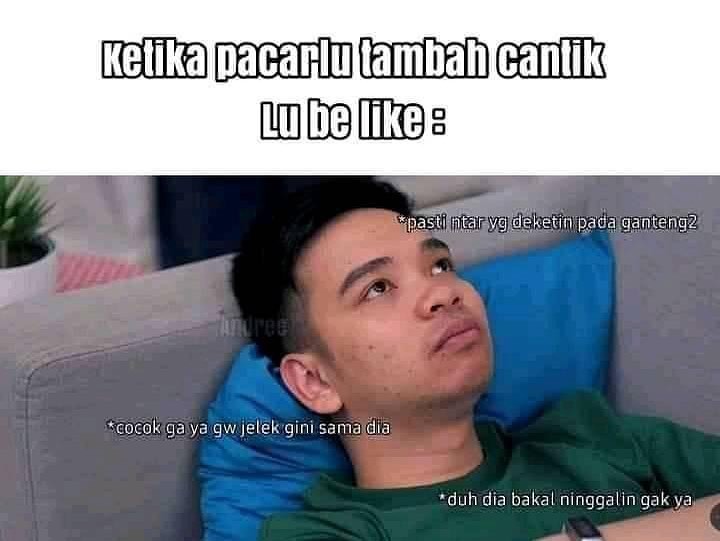 Ketika pacarlu tambah cantik
Lu be like :
*pasti ntar yg deketin pada ganteng2
Andree
*cocok ga ya gw jelek gini sama dia
*duh dia bakal ninggalin gak ya